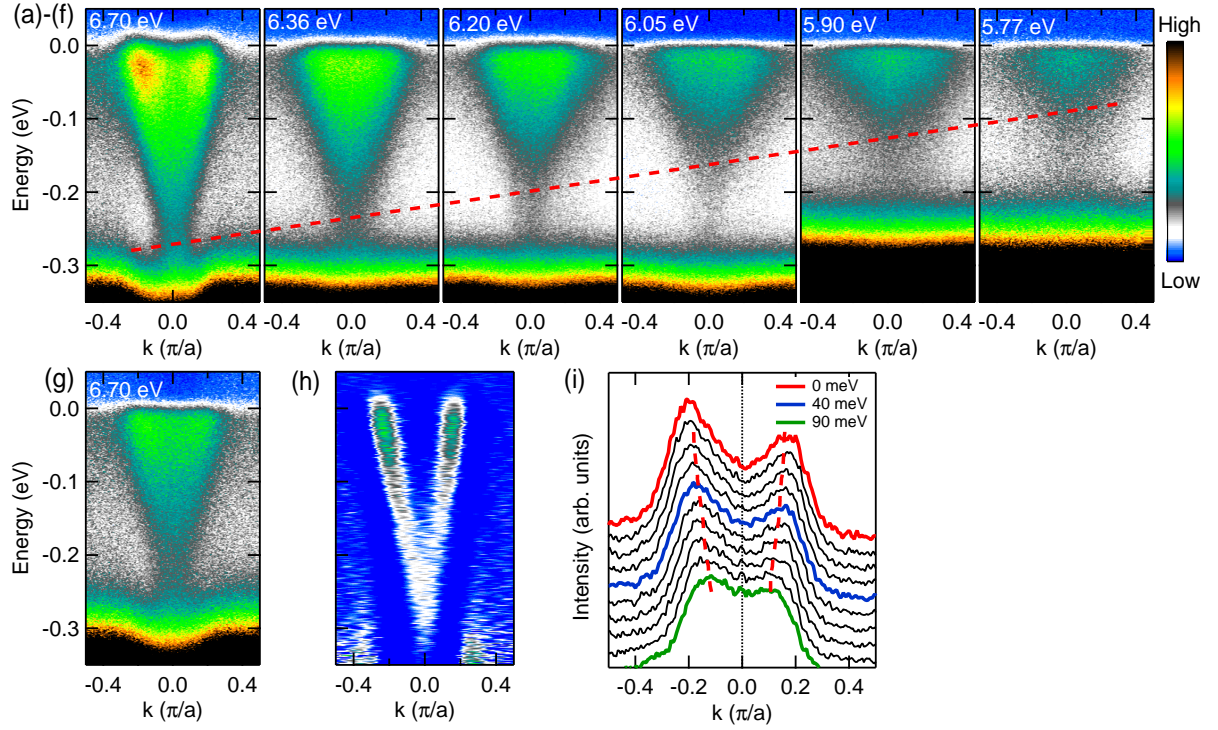 (a)-(f)
6.70 eV
6.36 eV
6.20 eV
6.05 eV
5.90 eV
5.77 eV
High
Low
Energy (eV)
0.0
-0.1
-0.2
-0.3
-0.4 0.0 0.4
k (π/a)
-0.4 0.0 0.4
k (π/a)
-0.4 0.0 0.4
k (π/a)
-0.4 0.0 0.4
k (π/a)
-0.4 0.0 0.4
k (π/a)
-0.4 0.0 0.4
k (π/a)
(g)
6.70 eV
Energy (eV)
0.0
-0.1
-0.2
-0.3
-0.4 0.0 0.4
k (π/a)
(h)
-0.4 0.0 0.4
k (π/a)
(i)
0 meV
40 meV
90 meV
Intensity (arb. units)
-0.4 -0.2 0.0 0.2 0.4
k (π/a)